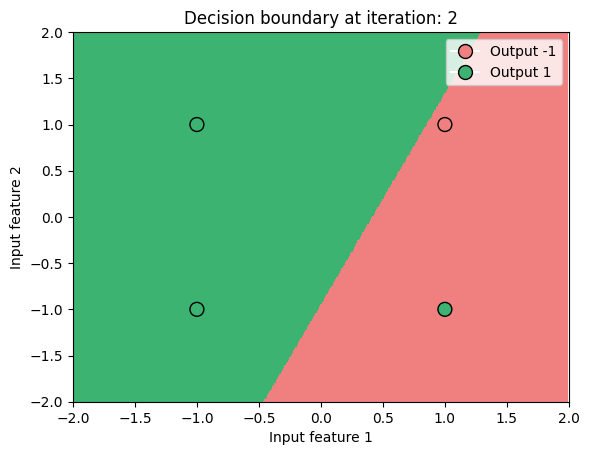 Decision boundary at iteration: 2
Output -1
Output 1
2.0
1.5
1.0
0.5
0.0
−0.5
−1.0
−1.5
−2.0
Input feature 2
−2.0 −1.5 −1.0 −0.5 0.0 0.5 1.0 1.5 2.0
Input feature 1